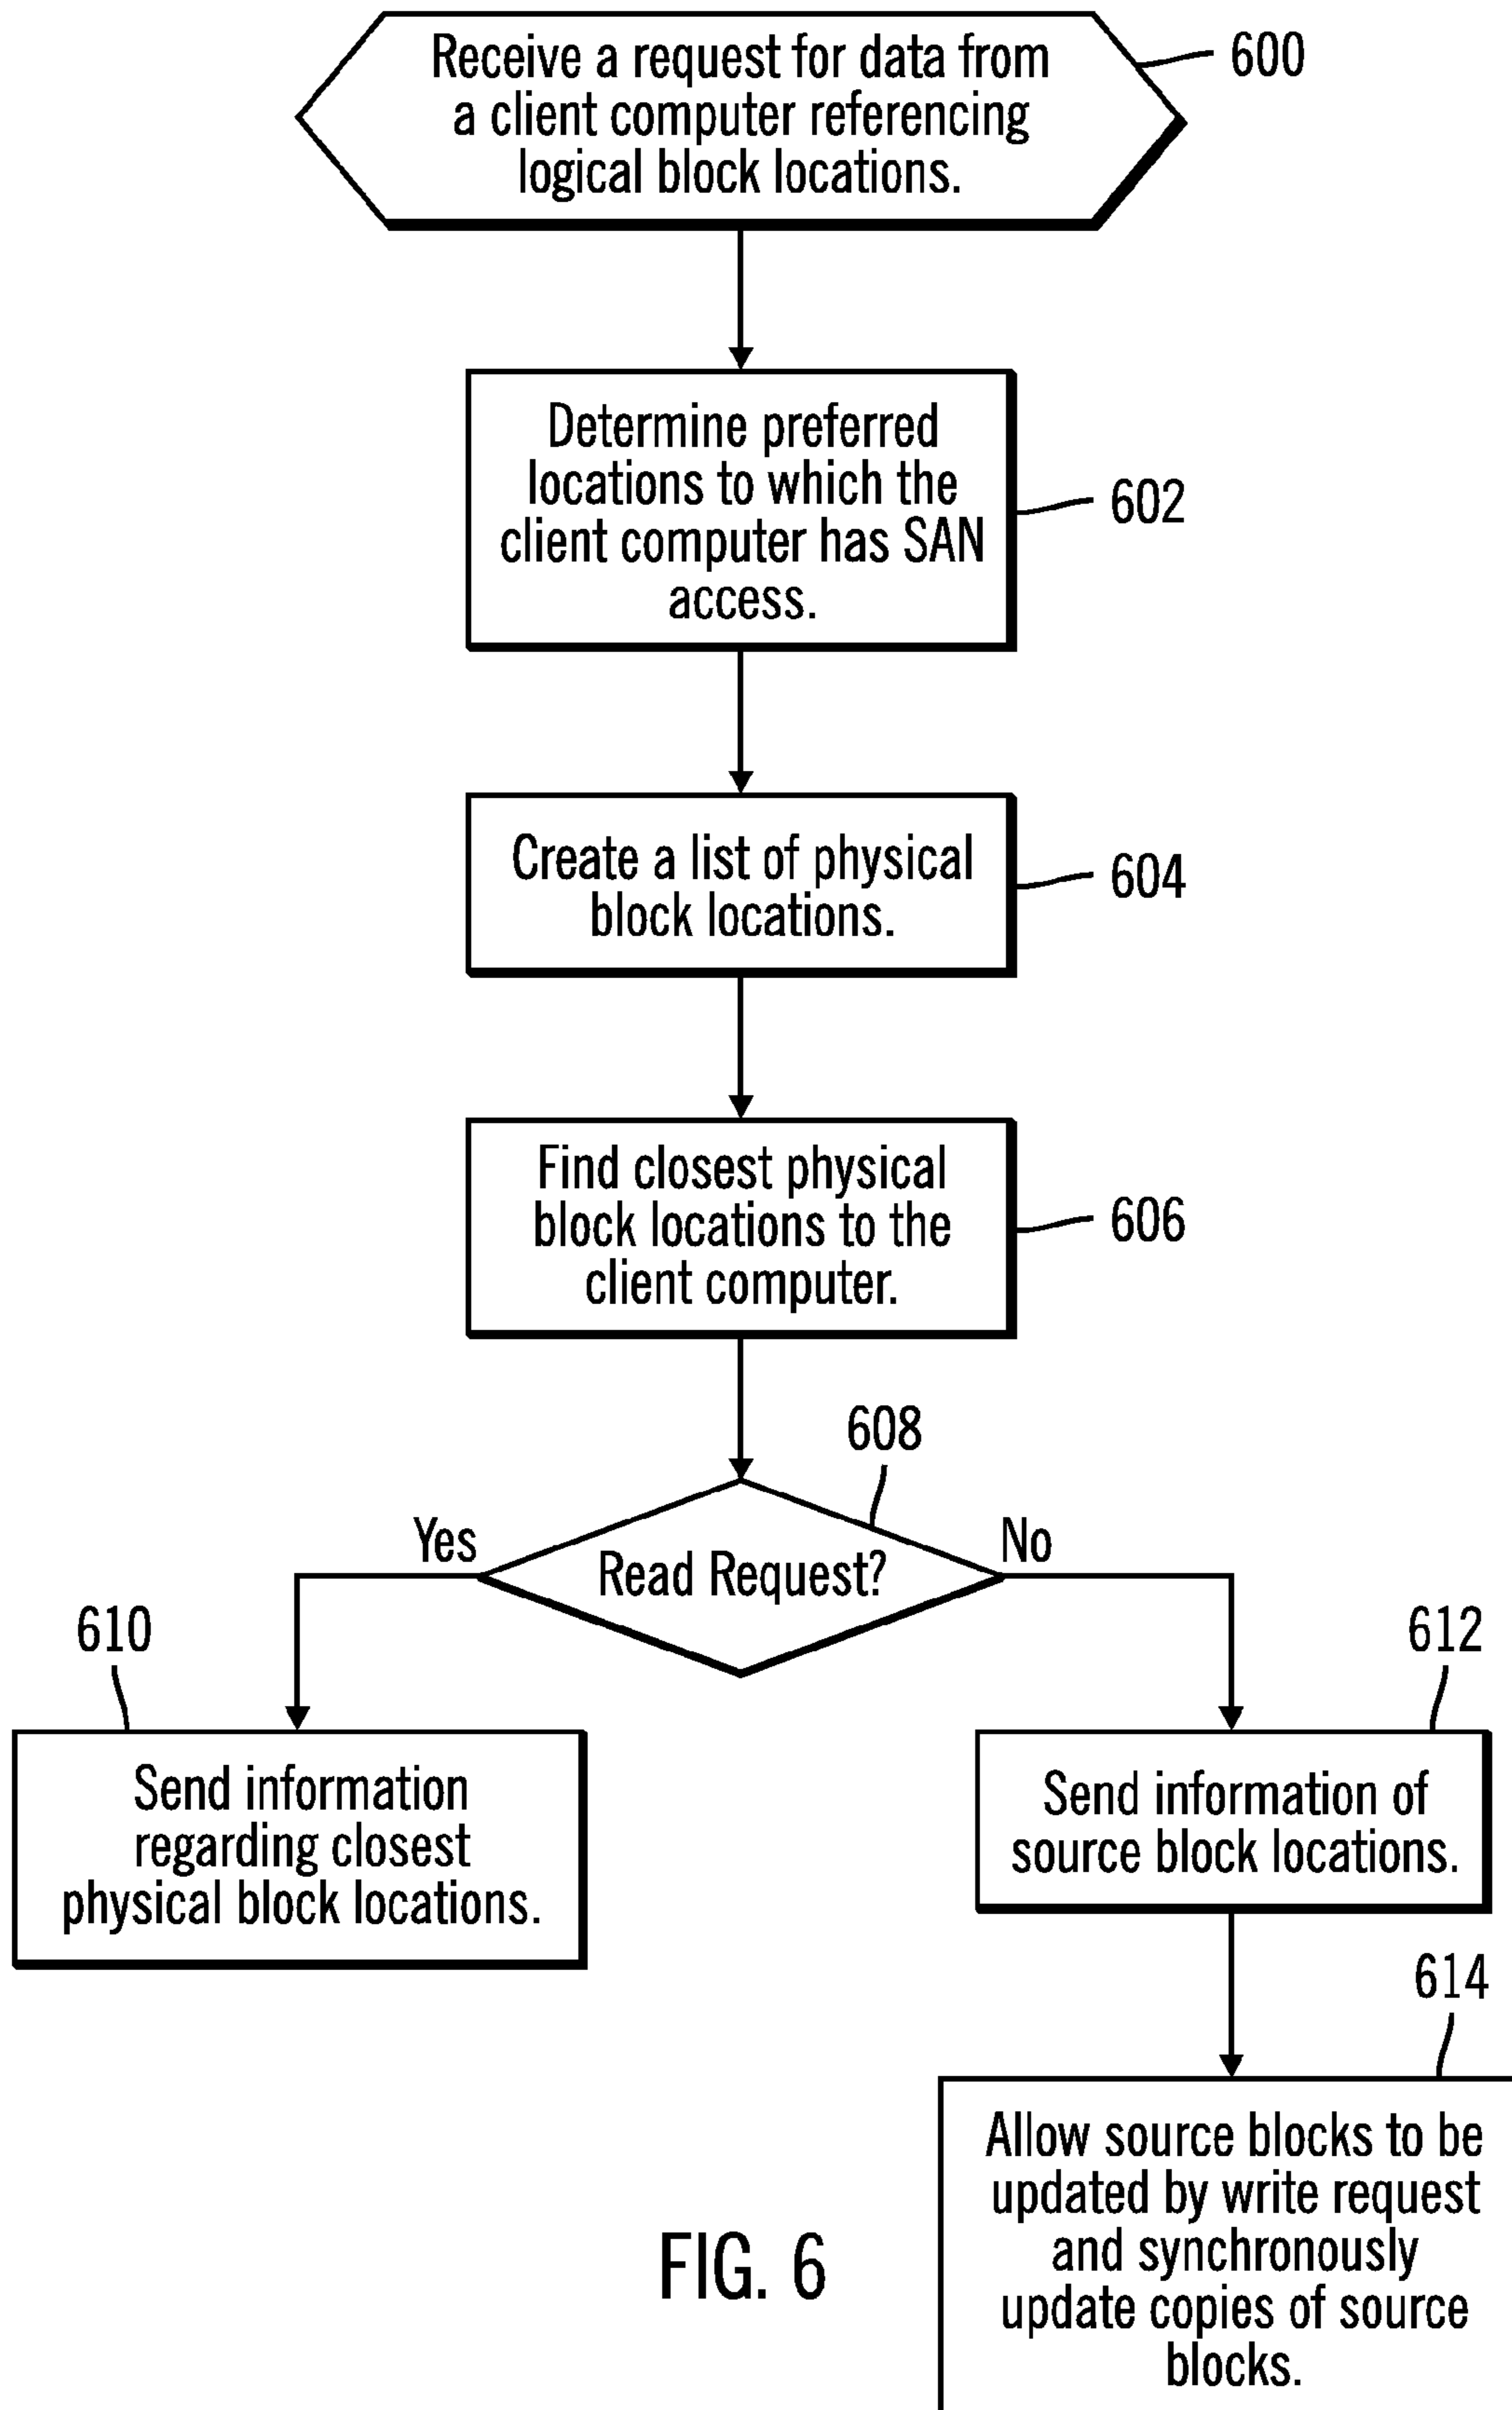 Receive a request for data from
a client computer referencing
logical block locations.
600
Determine preferred
locations to which the
client computer has SAN
access.
602
Create a list of physical
block locations.
604
Find closest physical
block locations to the
client computer.
606
608
Yes
Read Request?
No
610
Send information
regarding closest
physical block locations.
612
Send information of
source block locations.
614
Allow source blocks to be
updated by write request
and synchronously
update copies of source
blocks.
FIG. 6